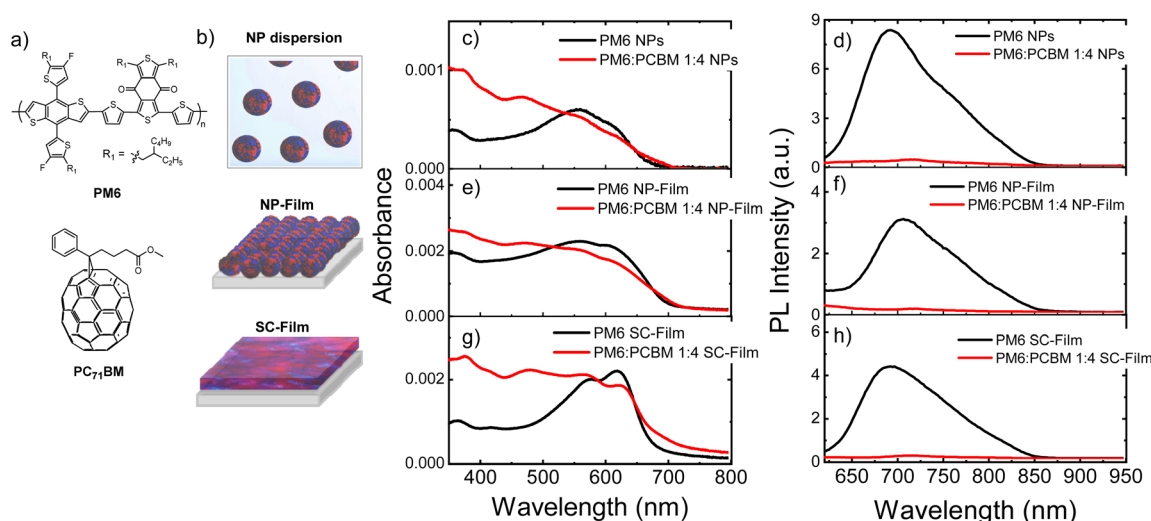 a)
R1
F
S
R1
R1
S
O
O
S
S
S
S
S
n
F
R1
S
R1 =
C4H9
C2H5
PM6
O
O
PC71BM
b)
NP dispersion
NP-Film
SC-Film
Absorbance
c)
PM6 NPs
PM6:PCBM 1:4 NPs
0.001
0.000
e)
PM6 NP-Film
PM6:PCBM 1:4 NP-Film
0.004
0.002
0.000
g)
PM6 SC-Film
PM6:PCBM 1:4 SC-Film
0.002
0.000
400 500 600 700 800
Wavelength (nm)
PL Intensity (a.u.)
d)
PM6 NPs
PM6:PCBM 1:4 NPs
8
6
4
2
0
f)
PM6 NP-Film
PM6:PCBM 1:4 NP-Film
3
0
h)
PM6 SC-Film
PM6:PCBM 1:4 SC-Film
4
2
0
650 700 750 800 850 900 950
Wavelength (nm)